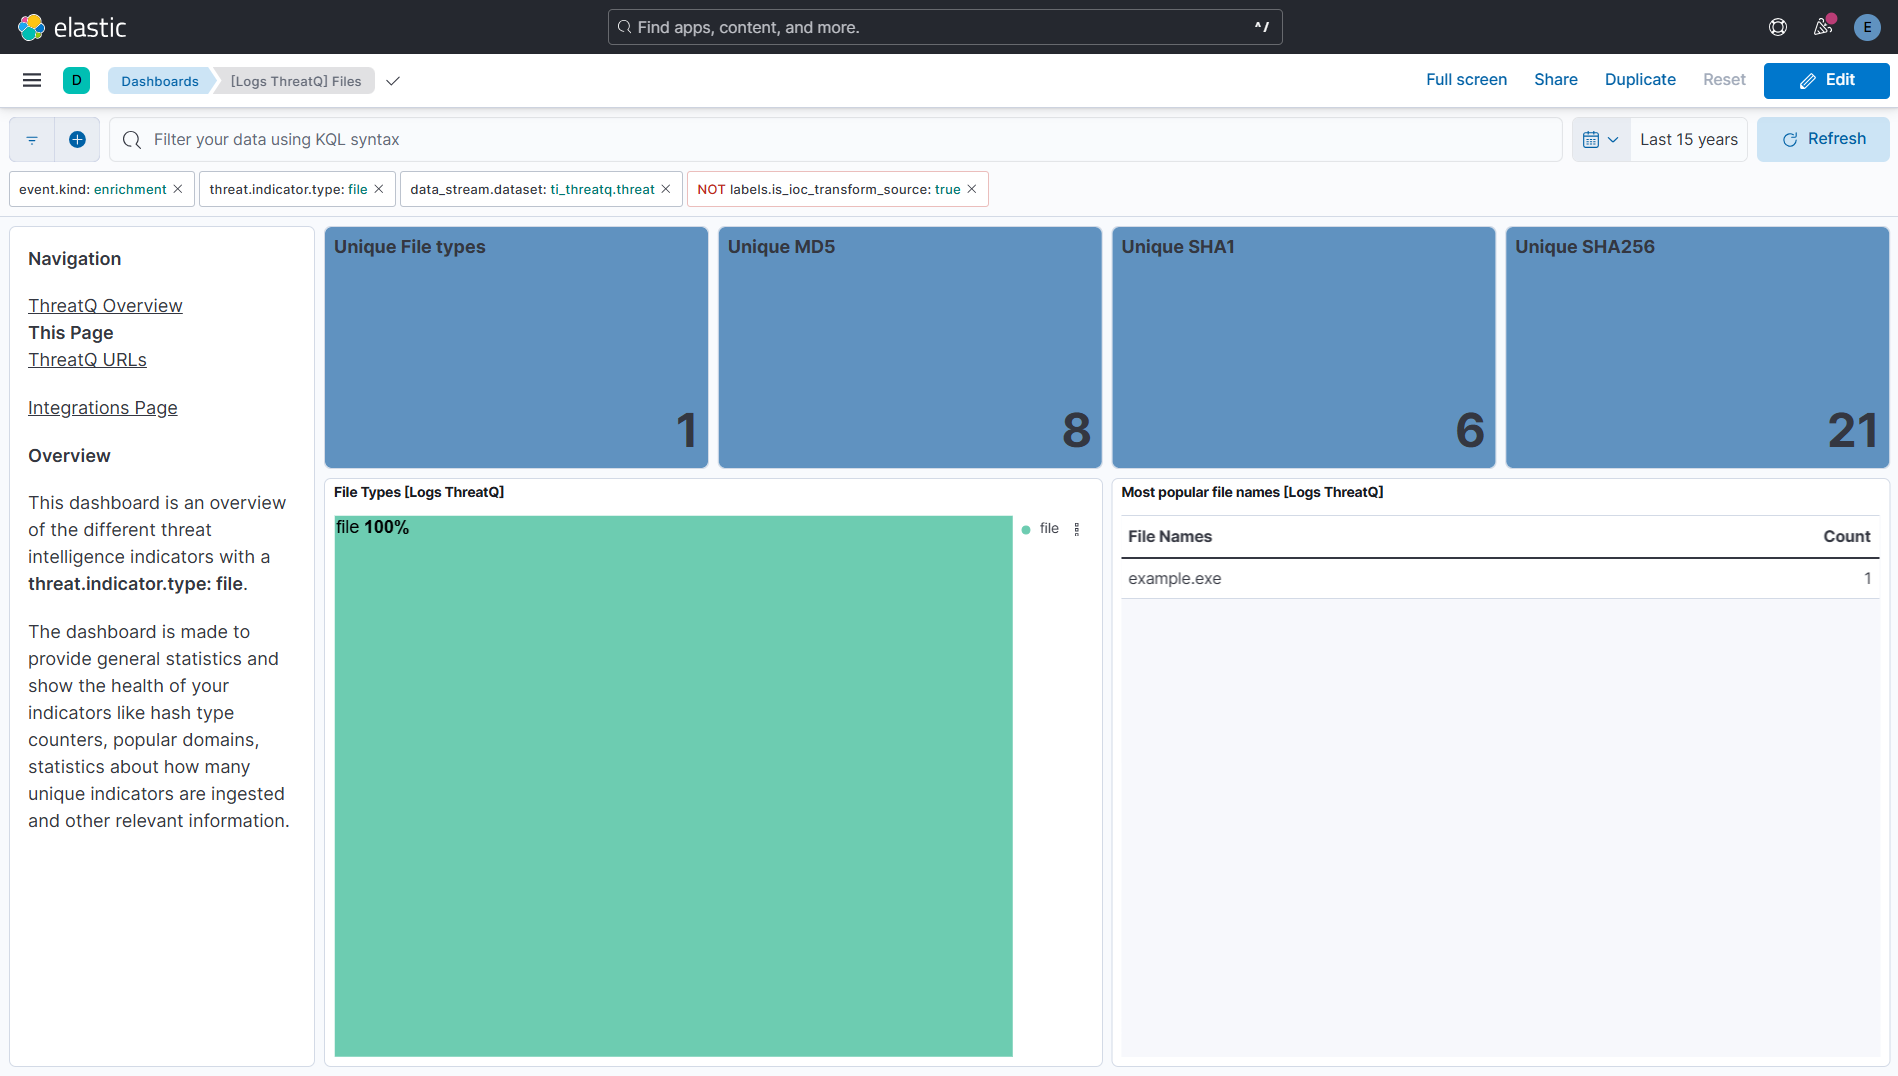 elastic
Find apps, content, and more.
^/
E
D
Dashboards
[Logs ThreatQ] Files
Full screen
Share
Duplicate
Reset
Edit
Filter your data using KQL syntax
Last 15 years
Refresh
event.kind: enrichment ×
threat.indicator.type: file ×
data_stream.dataset: ti_threatq.threat ×
NOT labels.is_ioc_transform_source: true ×
Navigation
ThreatQ Overview
This Page
ThreatQ URLs
Integrations Page
Overview
This dashboard is an overview
of the different threat
intelligence indicators with a
threat.indicator.type: file.
The dashboard is made to
provide general statistics and
show the health of your
indicators like hash type
counters, popular domains,
statistics about how many
unique indicators are ingested
and other relevant information.
Unique File types
1
Unique MD5
8
Unique SHA1
6
Unique SHA256
21
File Types [Logs ThreatQ]
file 100%
file
Most popular file names [Logs ThreatQ]
File Names Count
example.exe 1